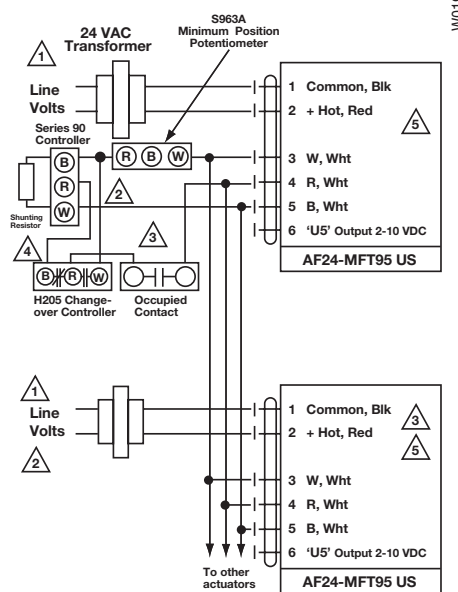 W019
S963A
Minimum Position
Potentiometer
24 VAC
Transformer
1
Line
Volts
1 Common, Blk
2 + Hot, Red
5
Series 90
Controller
B
R
W
R B W
3 W, Wht
4 R, Wht
5 B, Wht
6 ‘U5’ Output 2-10 VDC
AF24-MFT95 US
2
Shunting
Resistor
4
3
B R W
H205 Change-
over Controller
Occupied
Contact
1
Line
Volts
2
1 Common, Blk
2 + Hot, Red
3
5
3 W, Wht
4 R, Wht
5 B, Wht
6 ‘U5’ Output 2-10 VDC
To other
actuators
AF24-MFT95 US